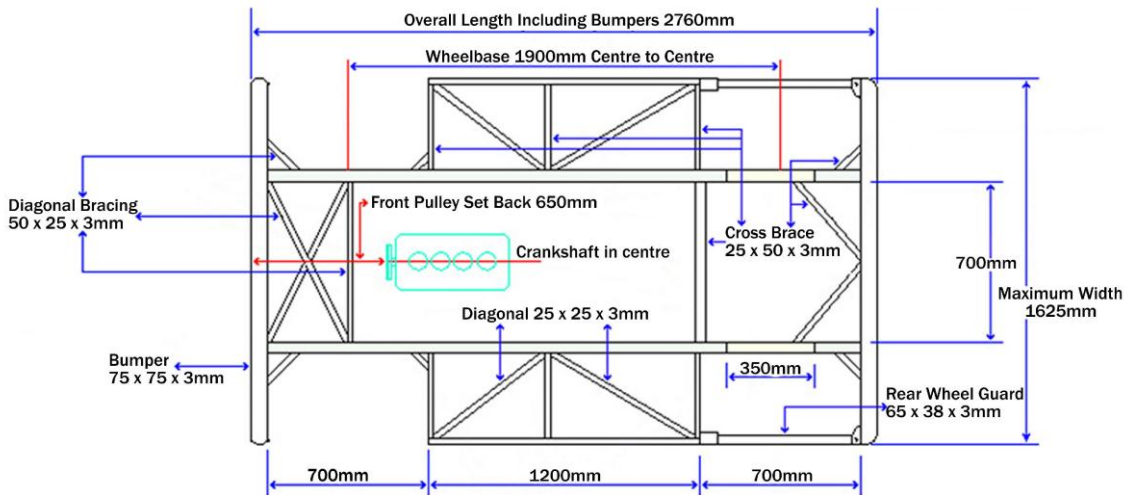 Overall Length Including Bumpers 2760mm
Wheelbase 1900mm Centre to Centre
Diagonal Bracing
50 x 25 x 3mm
Front Pulley Set Back 650mm
Crankshaft in centre
Cross Brace
25 x 50 x 3mm
700mm
Maximum Width
1625mm
Diagonal 25 x 25 x 3mm
Bumper
75 x 75 x 3mm
350mm
Rear Wheel Guard
65 x 38 x 3mm
700mm
1200mm
700mm